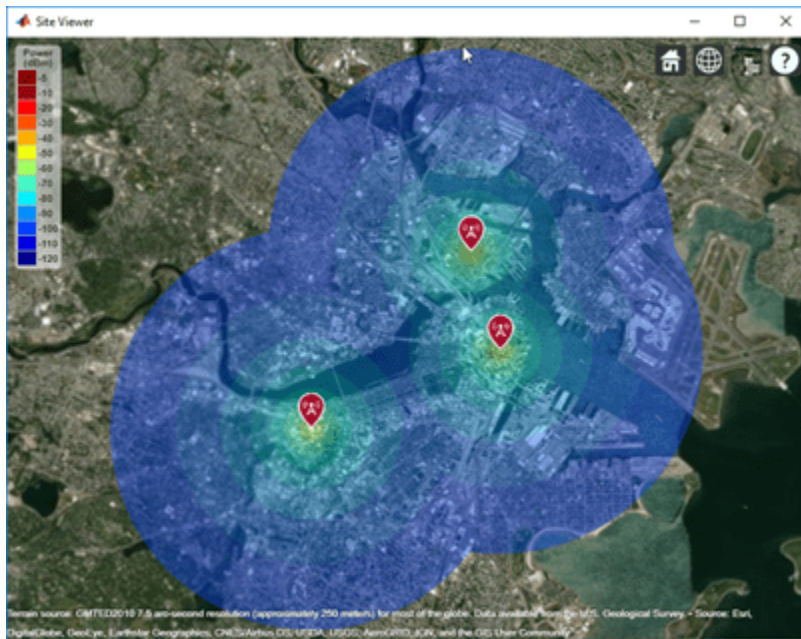 Site Viewer
Power
(dBm)
-5
-10
-20
-30
-40
-50
-60
-70
-80
-90
-100
-110
-120
?
Terrain source: GMTED2010 7.5 arc-second resolution (approximately 250 meters) for most of the globe. Data available from the U.S. Geological Survey. • Source: Esri,
DigitalGlobe, GeoEye, Earthstar Geographics, CNES/Airbus DS, USDA, USGS, AeroGRID, IGN, and the GIS User Community